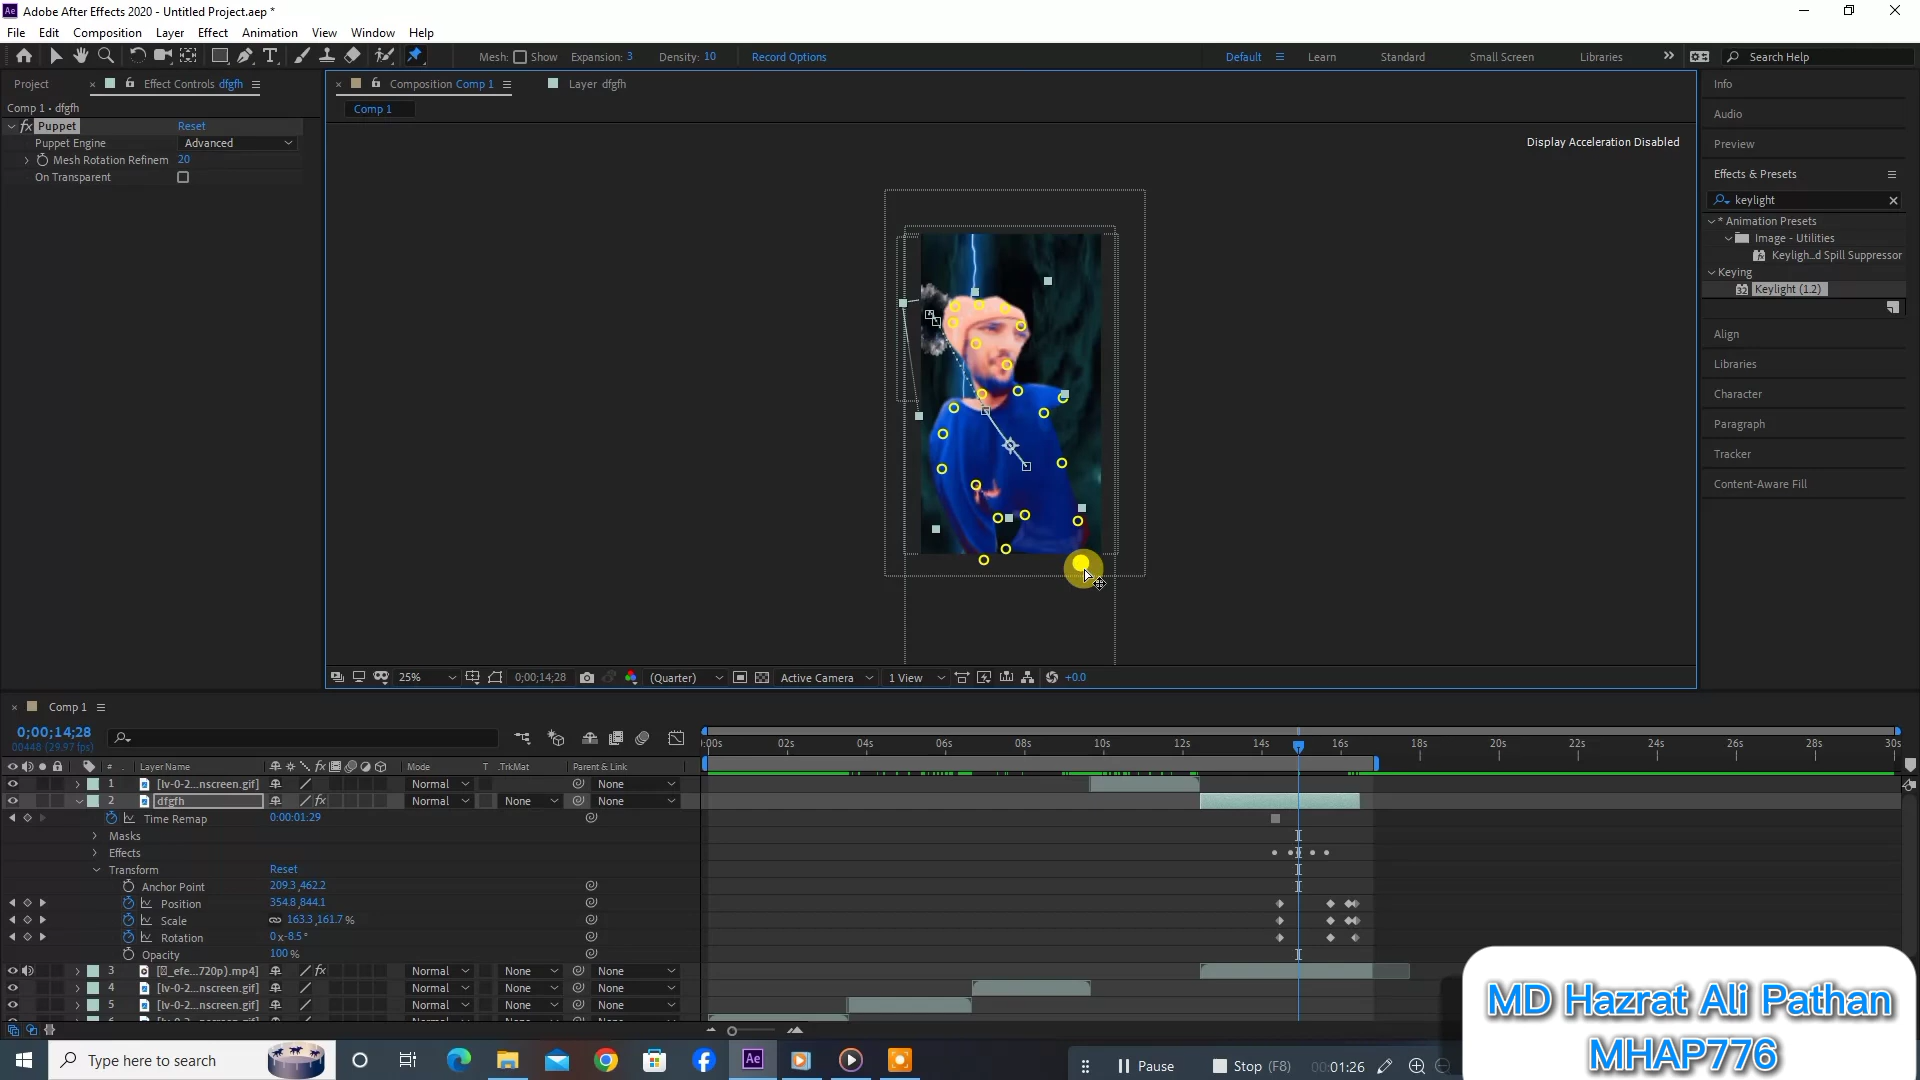 Adobe After Effects 2020 - Untitled Project.aep *
File Edit Composition Layer Effect Animation View Window Help
Mesh: Show Expansion: 3 Density: 10 Record Options
Default Learn Standard Small Screen Libraries Search Help
Project Effect Controls dfgfh
Comp 1 • dfgfh
fx Puppet Reset
Puppet Engine Advanced
Mesh Rotation Refinem 20
On Transparent
Composition Comp 1 Layer dfgfh
Comp 1
Display Acceleration Disabled
Info
Audio
Preview
Effects & Presets
keylight
* Animation Presets
Image - Utilities
Keyligh...d Spill Suppressor
Keying
Keylight (1.2)
Align
Libraries
Character
Paragraph
Tracker
Content-Aware Fill
25% 0;00;14;28 (Quarter) Active Camera 1 View +0.0
Comp 1
0;00;14;28
00448 (29.97 fps)
:00s 02s 04s 06s 08s 10s 12s 14s 16s 18s 20s 22s 24s 26s 28s 30s
# Layer Name Mode T .TrkMat Parent & Link
1 [lv-0-2...nscreen.gif] Normal None
2 dfgfh Normal None None
Time Remap 0:00:01:29
Masks
Effects
Transform Reset
Anchor Point 209.3,462.2
Position 354.8,844.1
Scale 163.3,161.7%
Rotation 0x-8.5°
Opacity 100%
3 _efe...720p).mp4] Normal None None
4 [lv-0-2...nscreen.gif] Normal None None
5 [lv-0-2...nscreen.gif] Normal None None
MD Hazrat Ali Pathan
MHAP776
Type here to search
Ae
Pause Stop (F8) 00:01:26